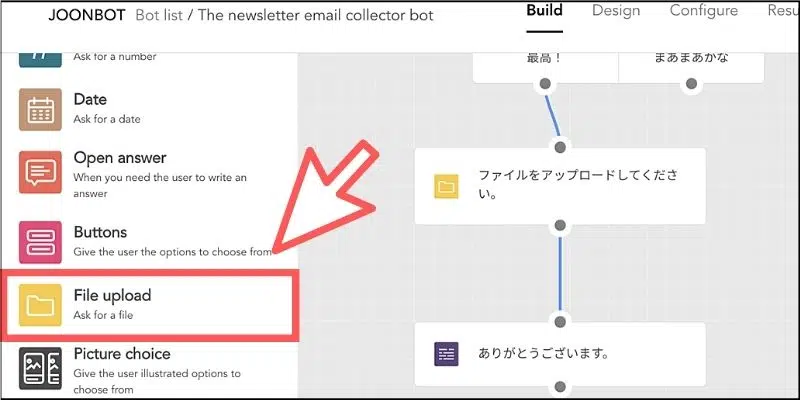 JOONBOT Bot list / The newsletter email collector bot
Build Design Configure Resu
Ask for a number
Date
Ask for a date
Open answer
When you need the user to write an
answer
Buttons
Give the user the options to choose from
File upload
Ask for a file
Picture choice
Give the user illustrated options to
choose from
最高！
まあまあかな
ファイルをアップロードしてくださ
い。
ありがとうございます。